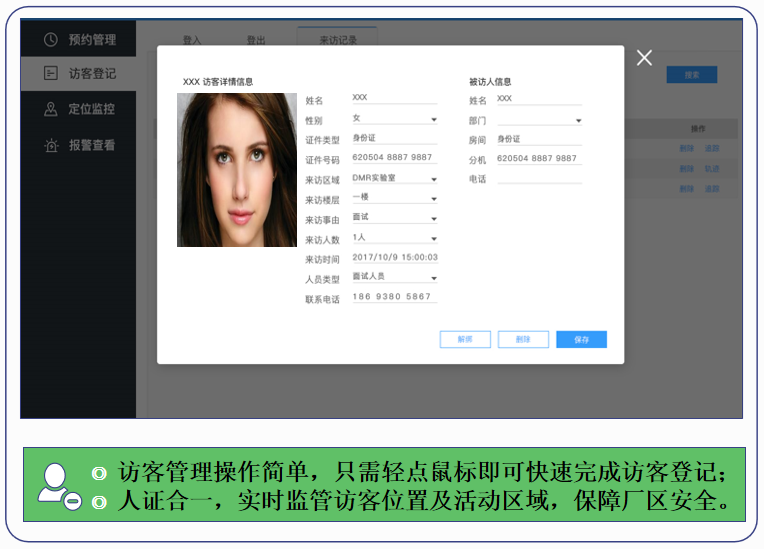 预约管理
访客登记
定位监控
报警查看
登入
登出
来访记录
搜索
操作
删除 追踪
删除 轨迹
删除 追踪
XXX 访客详情信息
姓名 XXX
性别 女
证件类型 身份证
证件号码 620504 8887 9887
来访区域 DMR实验室
来访楼层 一楼
来访事由 面试
来访人数 1人
来访时间 2017/10/9 15:00:03
人员类型 面试人员
联系电话 186 9380 5867
被访人信息
姓名 XXX
部门
房间 身份证
分机 620504 8887 9887
电话
解绑
删除
保存
访客管理操作简单，只需轻点鼠标即可快速完成访客登记；
人证合一，实时监管访客位置及活动区域，保障厂区安全。